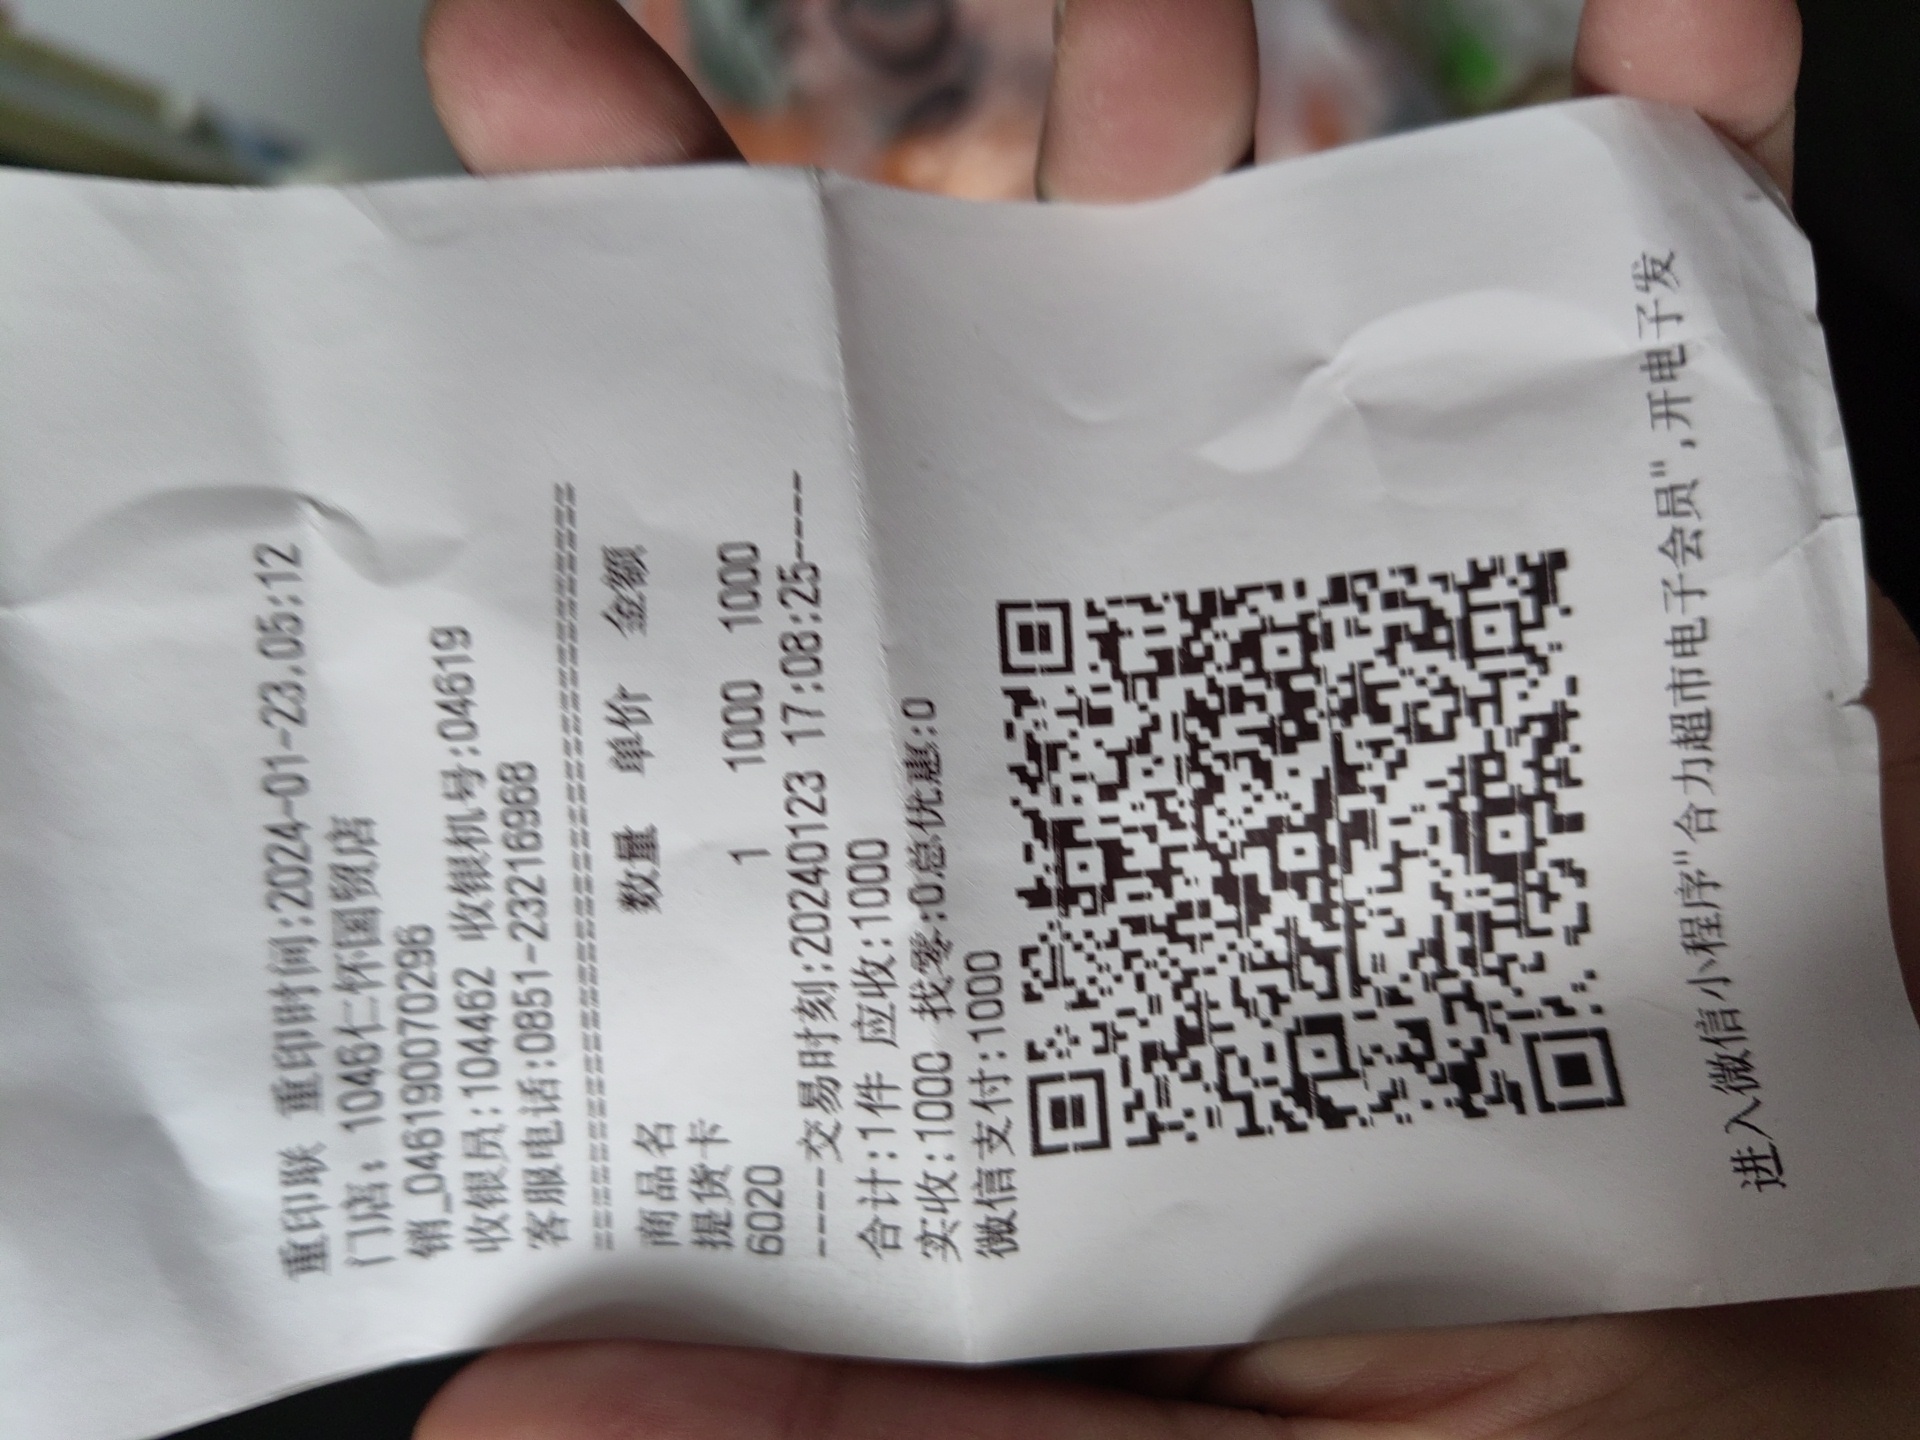 重印联 重印时间:2024-01-23.05:12
门店: 1046仁怀国贸店
销_0461900070296
收银员:104462 收银机号:04619
客服电话:0851-23216968
==============================
商品名 数量 单价 金额
提货卡
6020 1 1000 1000
----交易时刻:20240123 17:08:25----
合计:1件 应收:1000
实收:1000 找零:0总优惠:0
微信支付:1000
进入微信小程序"合力超市电子会员",开电子发